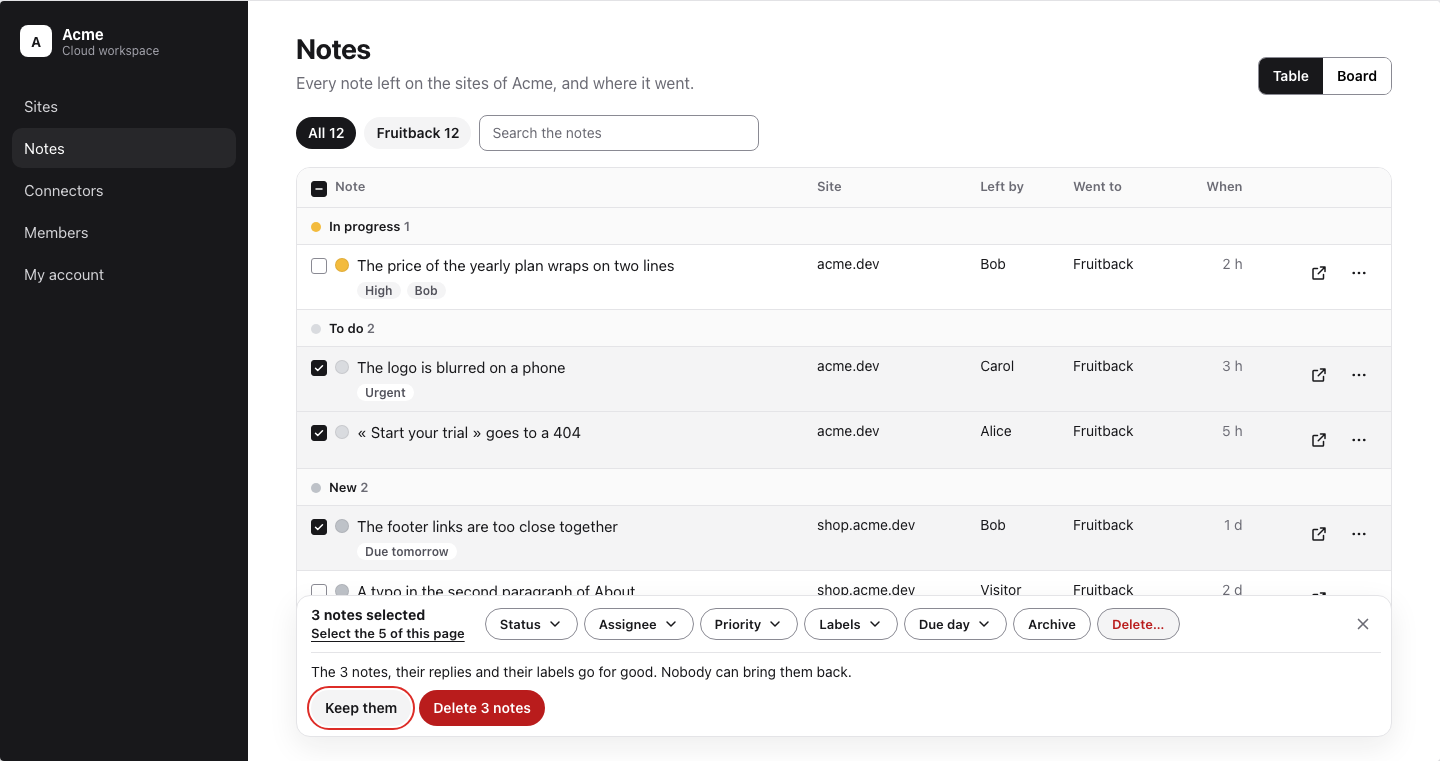 A
Acme
Cloud workspace
Sites
Notes
Connectors
Members
My account
Notes
Every note left on the sites of Acme, and where it went.
Table Board
All 12 Fruitback 12 Search the notes
Note Site Left by Went to When
In progress 1
The price of the yearly plan wraps on two lines acme.dev Bob Fruitback 2 h
High Bob
To do 2
The logo is blurred on a phone acme.dev Carol Fruitback 3 h
Urgent
« Start your trial » goes to a 404 acme.dev Alice Fruitback 5 h
New 2
The footer links are too close together shop.acme.dev Bob Fruitback 1 d
Due tomorrow
A typo in the second paragraph of About shop.acme.dev Visitor Fruitback 2 d
3 notes selected
Select the 5 of this page
Status Assignee Priority Labels Due day Archive Delete...
The 3 notes, their replies and their labels go for good. Nobody can bring them back.
Keep them Delete 3 notes